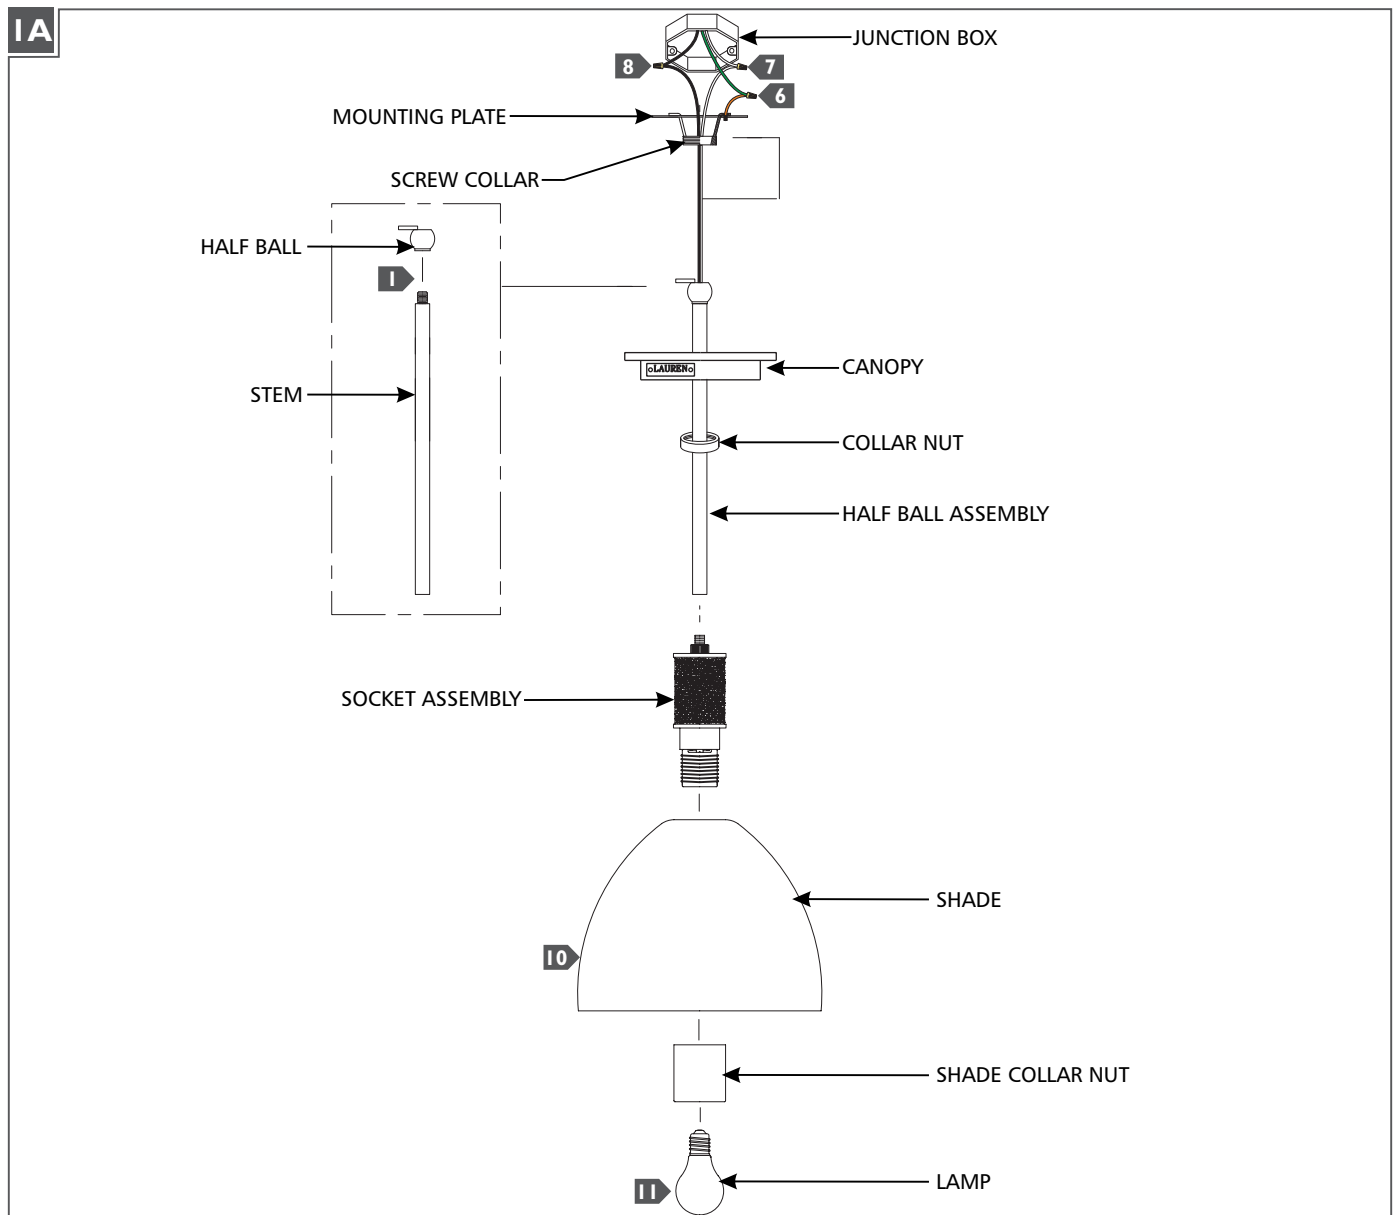 1A
JUNCTION BOX
8
7
6
MOUNTING PLATE
SCREW COLLAR
HALF BALL
1
STEM
LAUREN
CANOPY
COLLAR NUT
HALF BALL ASSEMBLY
SOCKET ASSEMBLY
SHADE
10
SHADE COLLAR NUT
11
LAMP